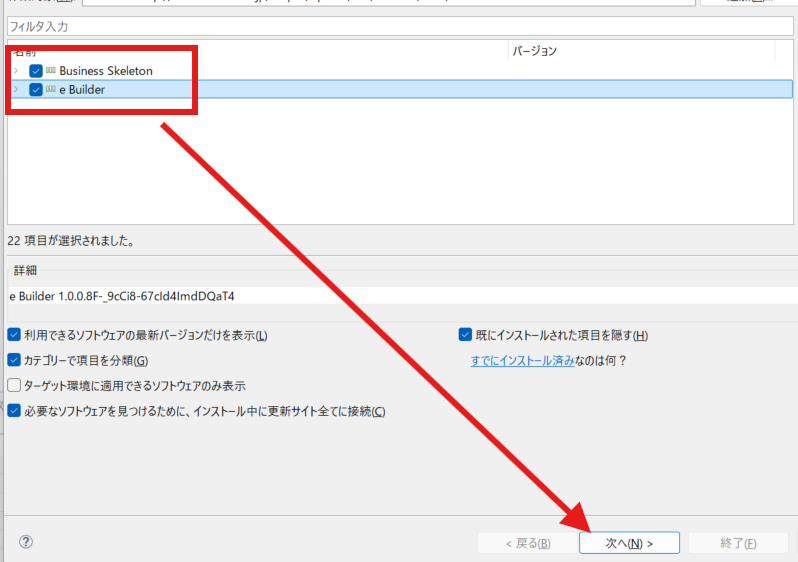 フィルタ入力
名前 バージョン
Business Skeleton
e Builder
22 項目が選択されました。
詳細
e Builder 1.0.0.8F-_9cCi8-67cId4ImdDQaT4
利用できるソフトウェアの最新バージョンだけを表示(L) 既にインストールされた項目を隠す(H)
カテゴリーで項目を分類(G) すでにインストール済みなのは何？
ターゲット環境に適用できるソフトウェアのみ表示
必要なソフトウェアを見つけるために、インストール中に更新サイト全てに接続(C)
< 戻る(B) 次へ(N) > 終了(F)